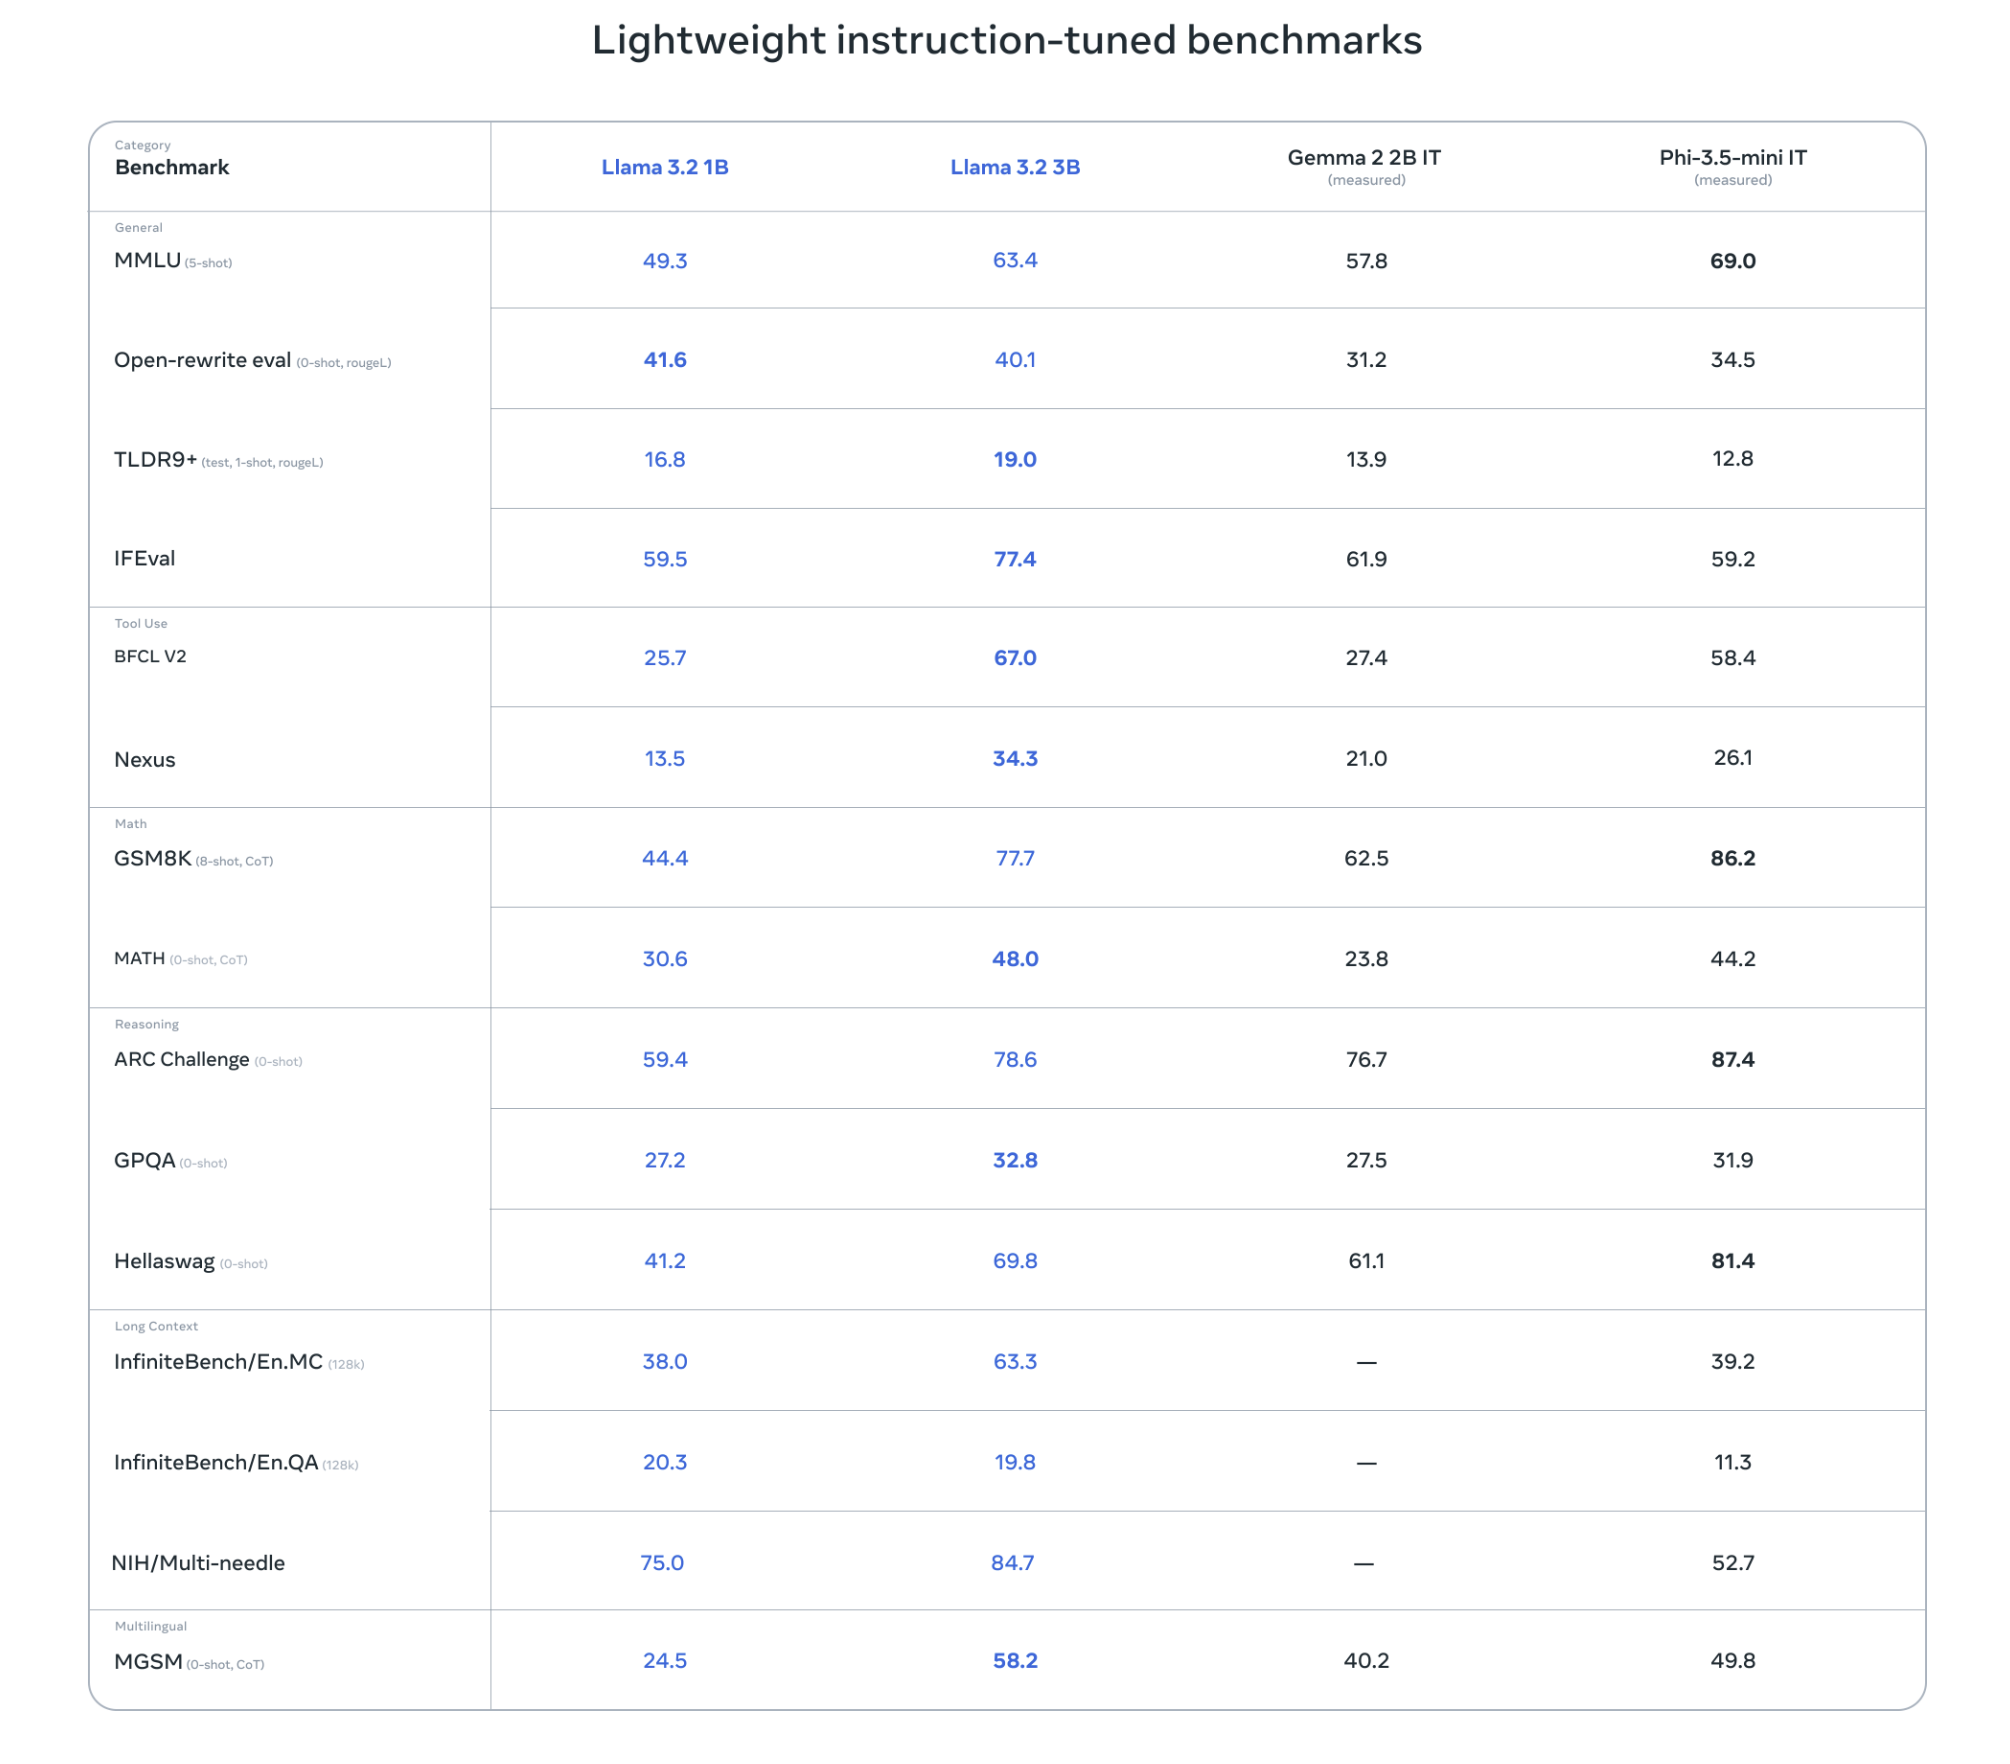 Lightweight instruction-tuned benchmarks
Category
Benchmark Llama 3.2 1B Llama 3.2 3B Gemma 2 2B IT (measured) Phi-3.5-mini IT (measured)
General
MMLU (5-shot) 49.3 63.4 57.8 69.0
Open-rewrite eval (0-shot, rougeL) 41.6 40.1 31.2 34.5
TLDR9+ (test, 1-shot, rougeL) 16.8 19.0 13.9 12.8
IFEval 59.5 77.4 61.9 59.2
Tool Use
BFCL V2 25.7 67.0 27.4 58.4
Nexus 13.5 34.3 21.0 26.1
Math
GSM8K (8-shot, CoT) 44.4 77.7 62.5 86.2
MATH (0-shot, CoT) 30.6 48.0 23.8 44.2
Reasoning
ARC Challenge (0-shot) 59.4 78.6 76.7 87.4
GPQA (0-shot) 27.2 32.8 27.5 31.9
Hellaswag (0-shot) 41.2 69.8 61.1 81.4
Long Context
InfiniteBench/En.MC (128k) 38.0 63.3 — 39.2
InfiniteBench/En.QA (128k) 20.3 19.8 — 11.3
NIH/Multi-needle 75.0 84.7 — 52.7
Multilingual
MGSM (0-shot, CoT) 24.5 58.2 40.2 49.8